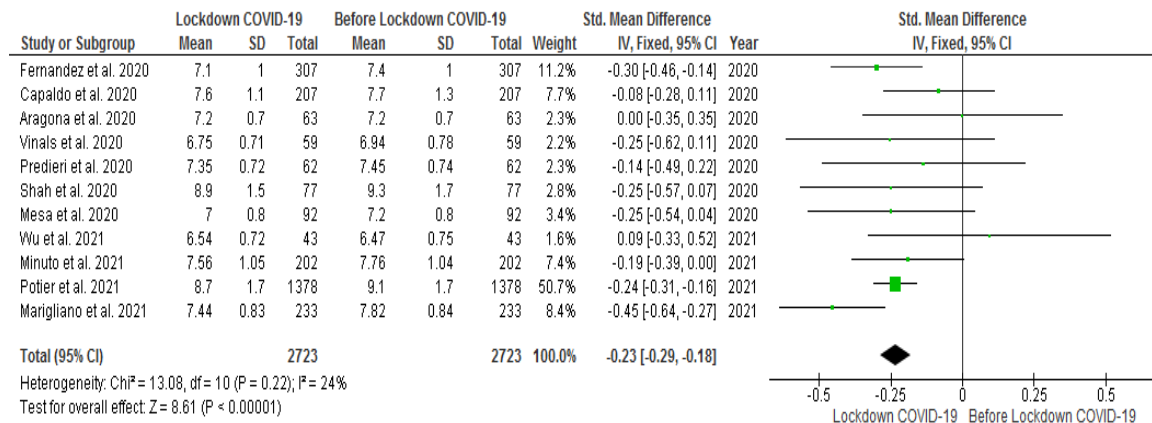 Lockdown COVID-19 Before Lockdown COVID-19 Std. Mean Difference Std. Mean Difference
Study or Subgroup Mean SD Total Mean SD Total Weight IV, Fixed, 95% CI Year IV, Fixed, 95% CI
Fernandez et al. 2020 7.1 1 307 7.4 1 307 11.2% -0.30 [-0.46, -0.14] 2020
Capaldo et al. 2020 7.6 1.1 207 7.7 1.3 207 7.7% -0.08 [-0.28, 0.11] 2020
Aragona et al. 2020 7.2 0.7 63 7.2 0.7 63 2.3% 0.00 [-0.35, 0.35] 2020
Vinals et al. 2020 6.75 0.71 59 6.94 0.78 59 2.2% -0.25 [-0.62, 0.11] 2020
Predieri et al. 2020 7.35 0.72 62 7.45 0.74 62 2.3% -0.14 [-0.49, 0.22] 2020
Shah et al. 2020 8.9 1.5 77 9.3 1.7 77 2.8% -0.25 [-0.57, 0.07] 2020
Mesa et al. 2020 7 0.8 92 7.2 0.8 92 3.4% -0.25 [-0.54, 0.04] 2020
Wu et al. 2021 6.54 0.72 43 6.47 0.75 43 1.6% 0.09 [-0.33, 0.52] 2021
Minuto et al. 2021 7.56 1.05 202 7.76 1.04 202 7.4% -0.19 [-0.39, 0.00] 2021
Potier et al. 2021 8.7 1.7 1378 9.1 1.7 1378 50.7% -0.24 [-0.31, -0.16] 2021
Marigliano et al. 2021 7.44 0.83 233 7.82 0.84 233 8.4% -0.45 [-0.64, -0.27] 2021
Total (95% CI) 2723 2723 100.0% -0.23 [-0.29, -0.18]
Heterogeneity: Chi² = 13.08, df = 10 (P = 0.22); I² = 24%
Test for overall effect: Z = 8.61 (P < 0.00001)
-0.5 -0.25 0 0.25 0.5
Lockdown COVID-19 Before Lockdown COVID-19